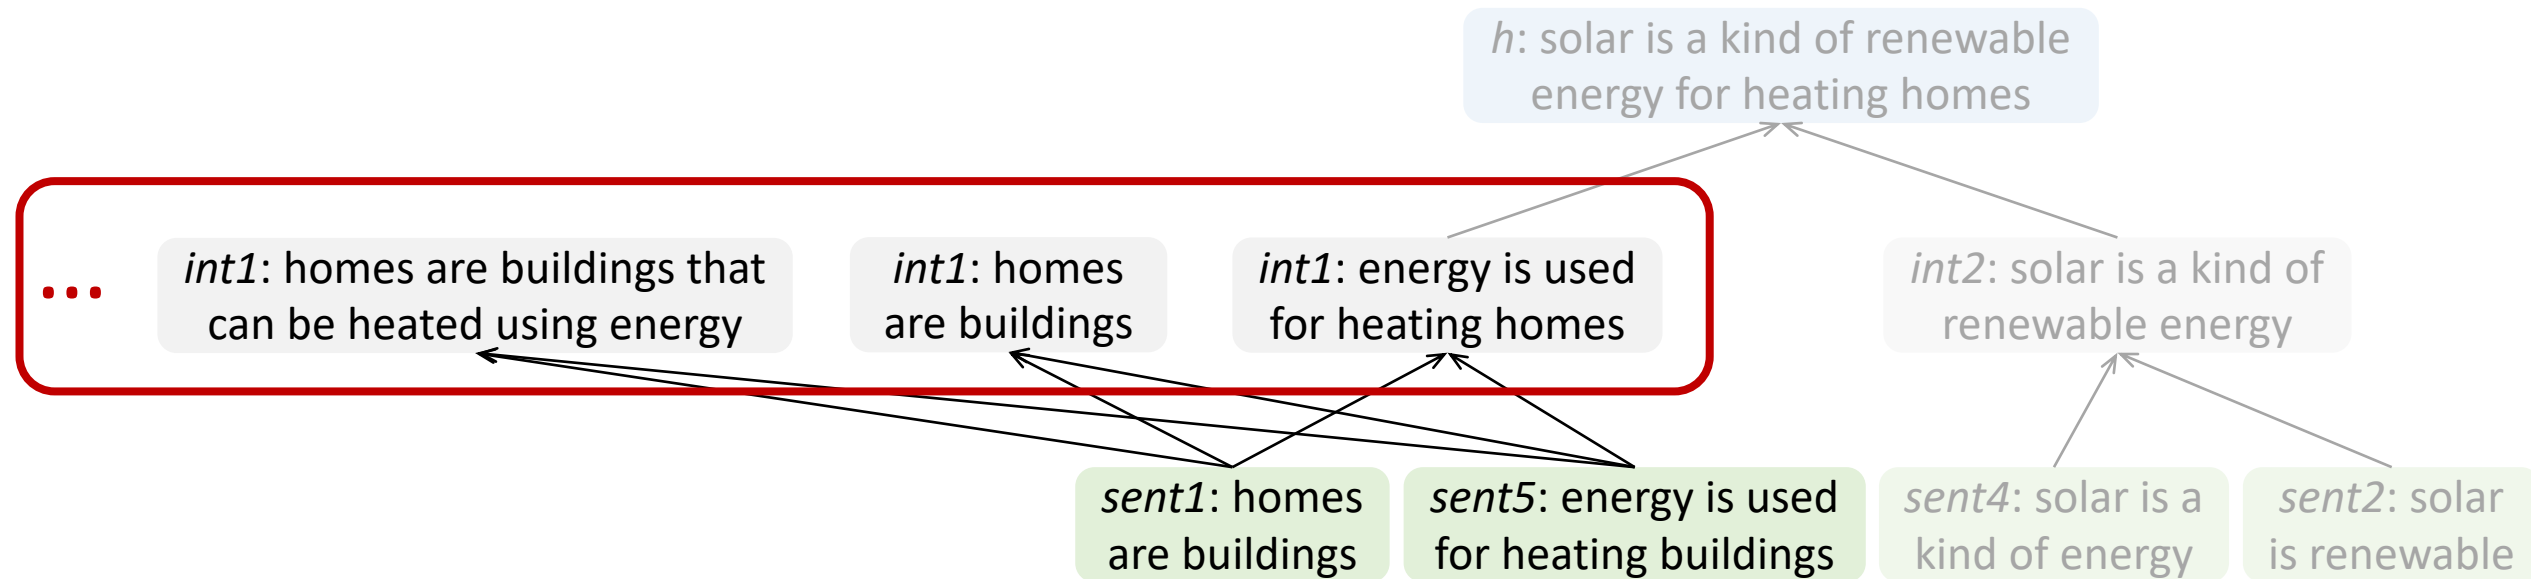 h: solar is a kind of renewable
energy for heating homes
...
int1: homes are buildings that
can be heated using energy
int1: homes
are buildings
int1: energy is used
for heating homes
int2: solar is a kind of
renewable energy
sent1: homes
are buildings
sent5: energy is used
for heating buildings
sent4: solar is a
kind of energy
sent2: solar
is renewable